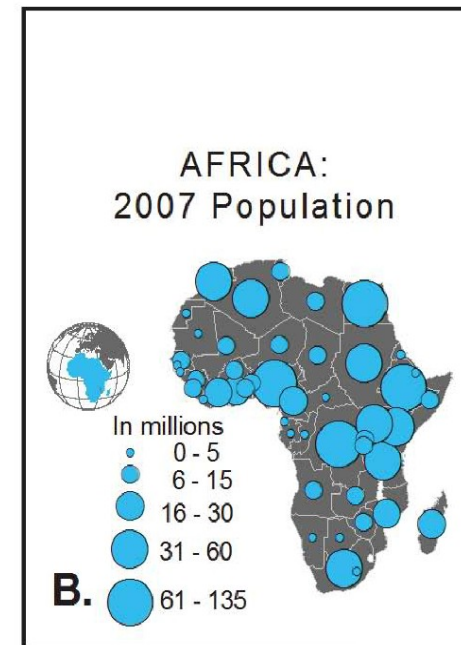 AFRICA:
2007 Population
In millions
0 - 5
6 - 15
16 - 30
31 - 60
61 - 135
B.